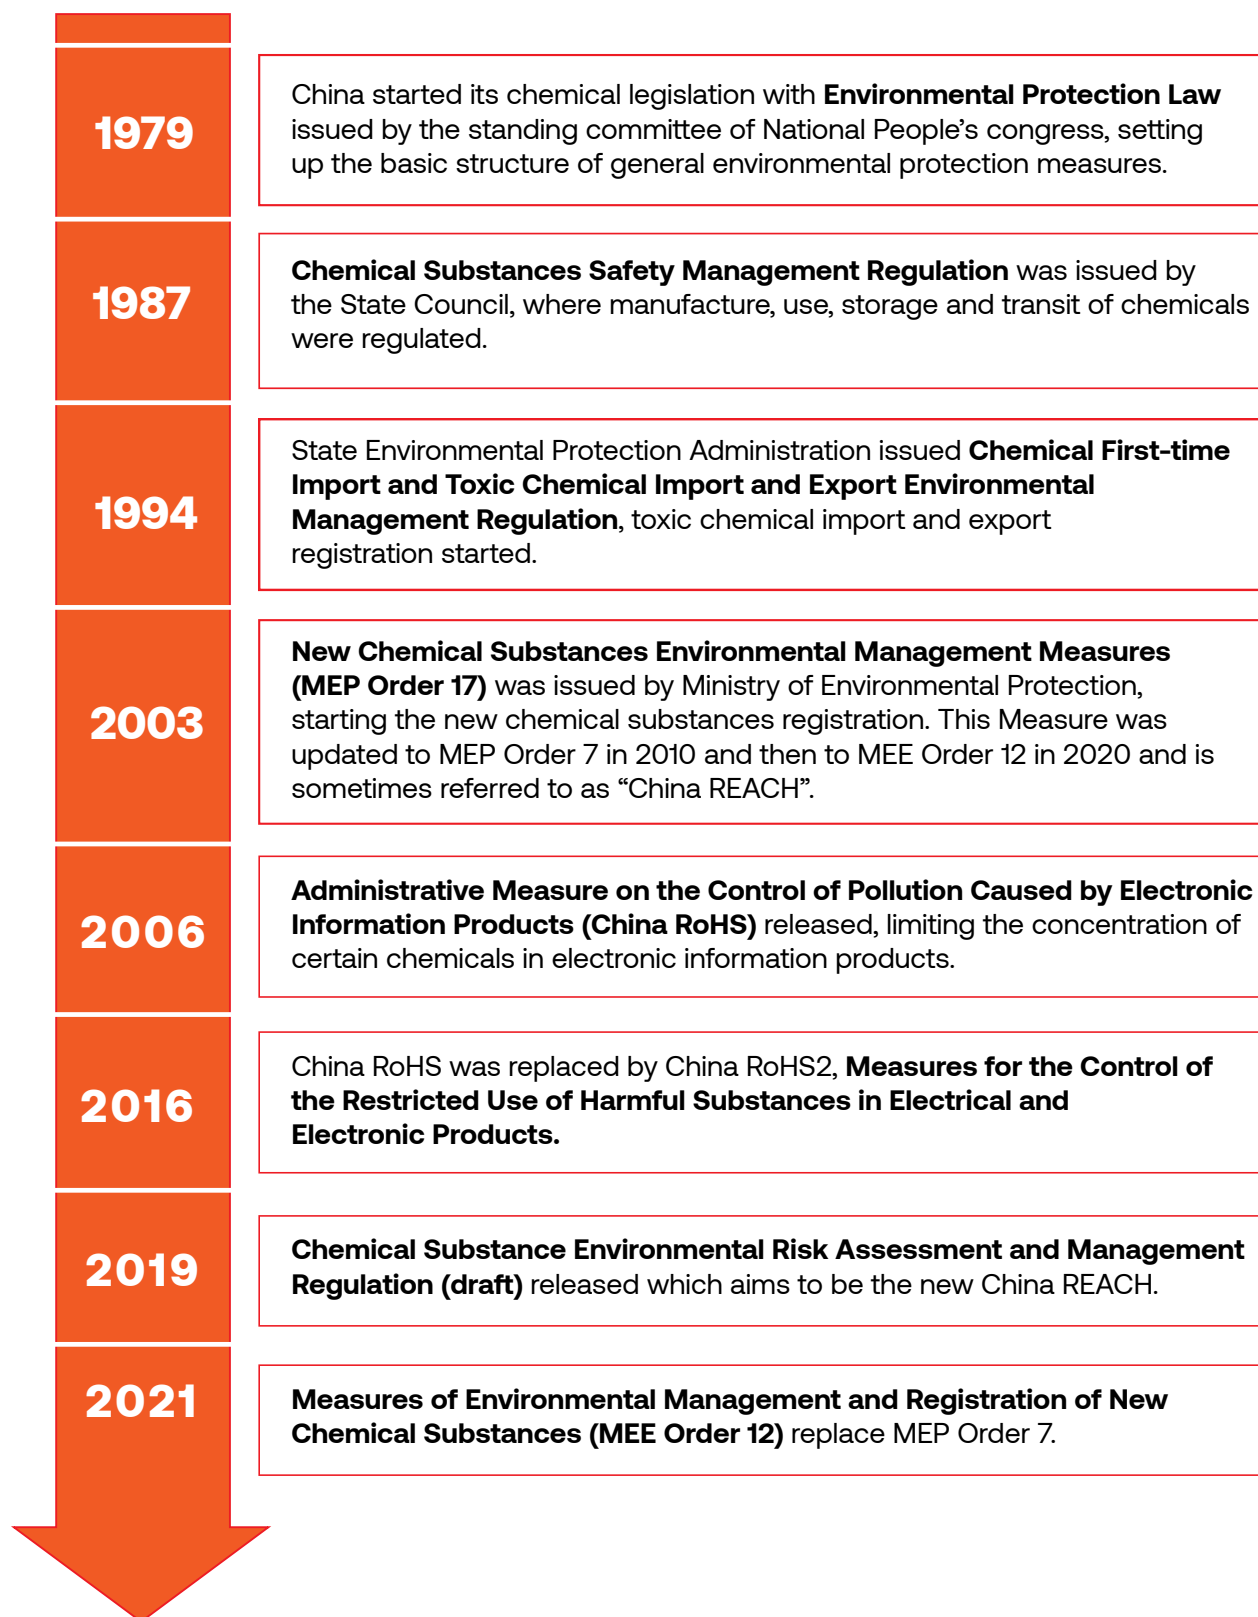 1979
China started its chemical legislation with Environmental Protection Law
issued by the standing committee of National People’s congress, setting
up the basic structure of general environmental protection measures.
1987
Chemical Substances Safety Management Regulation was issued by
the State Council, where manufacture, use, storage and transit of chemicals
were regulated.
1994
State Environmental Protection Administration issued Chemical First-time
Import and Toxic Chemical Import and Export Environmental
Management Regulation, toxic chemical import and export
registration started.
2003
New Chemical Substances Environmental Management Measures
(MEP Order 17) was issued by Ministry of Environmental Protection,
starting the new chemical substances registration. This Measure was
updated to MEP Order 7 in 2010 and then to MEE Order 12 in 2020 and is
sometimes referred to as “China REACH”.
2006
Administrative Measure on the Control of Pollution Caused by Electronic
Information Products (China RoHS) released, limiting the concentration of
certain chemicals in electronic information products.
2016
China RoHS was replaced by China RoHS2, Measures for the Control of
the Restricted Use of Harmful Substances in Electrical and
Electronic Products.
2019
Chemical Substance Environmental Risk Assessment and Management
Regulation (draft) released which aims to be the new China REACH.
2021
Measures of Environmental Management and Registration of New
Chemical Substances (MEE Order 12) replace MEP Order 7.